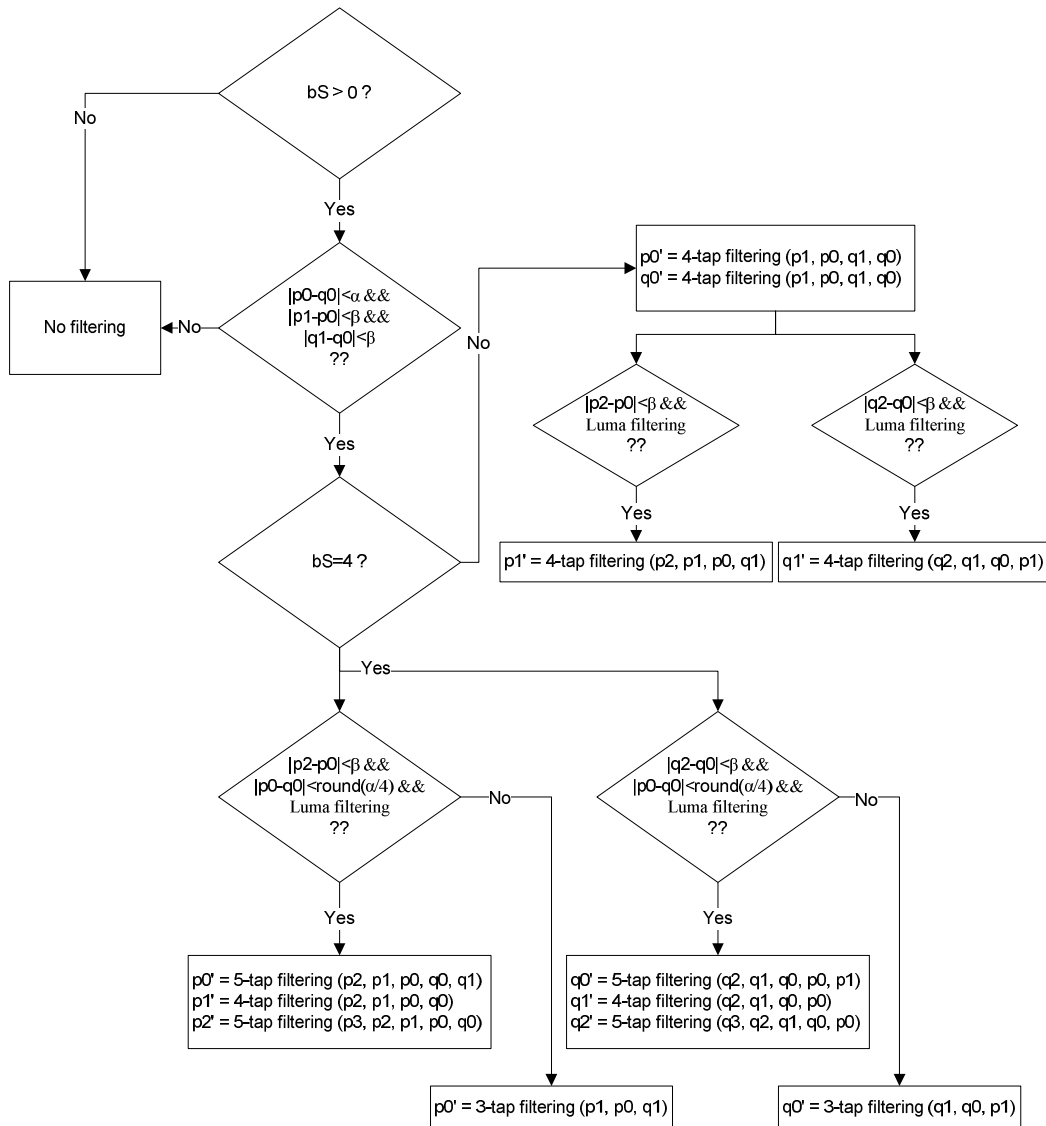 bS > 0 ?
No
Yes
p0' = 4-tap filtering (p1, p0, q1, q0)
q0' = 4-tap filtering (p1, p0, q1, q0)
|p0-q0|<α &&
|p1-p0|<β &&
|q1-q0|<β
??
No
No filtering
No
|p2-p0|<β &&
Luma filtering
??
|q2-q0|<β &&
Luma filtering
??
Yes
Yes
Yes
p1' = 4-tap filtering (p2, p1, p0, q1)
q1' = 4-tap filtering (q2, q1, q0, p1)
bS=4 ?
Yes
|p2-p0|<β &&
|p0-q0|<round(α/4) &&
Luma filtering
??
No
|q2-q0|<β &&
|p0-q0|<round(α/4) &&
Luma filtering
??
No
Yes
Yes
p0' = 5-tap filtering (p2, p1, p0, q0, q1)
p1' = 4-tap filtering (p2, p1, p0, q0)
p2' = 5-tap filtering (p3, p2, p1, p0, q0)
q0' = 5-tap filtering (q2, q1, q0, p0, p1)
q1' = 4-tap filtering (q2, q1, q0, p0)
q2' = 5-tap filtering (q3, q2, q1, q0, p0)
p0' = 3-tap filtering (p1, p0, q1)
q0' = 3-tap filtering (q1, q0, p1)